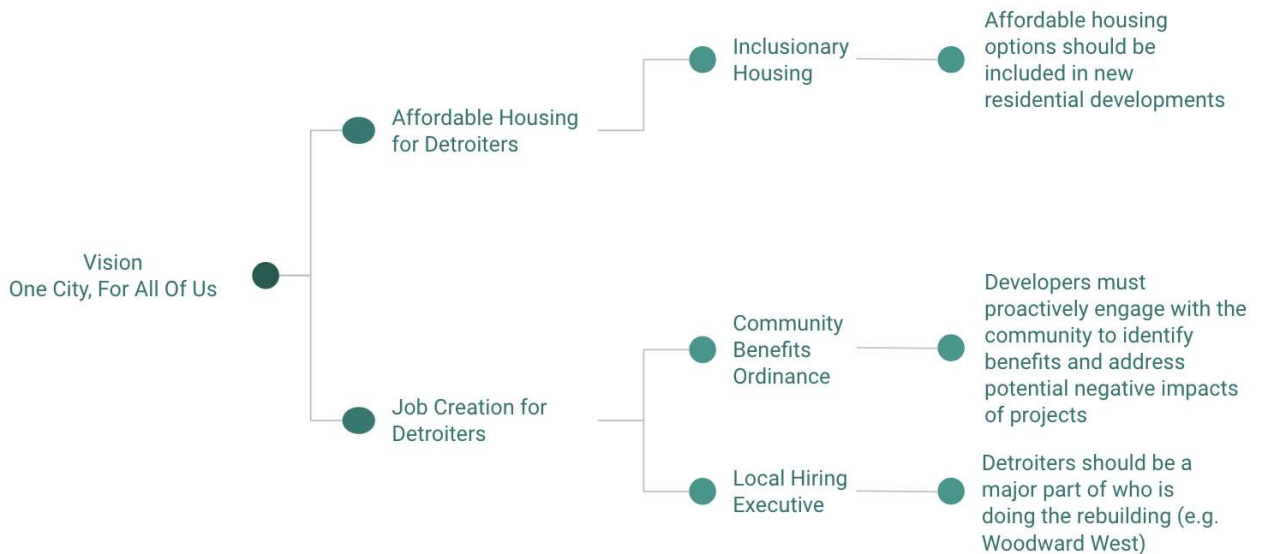 Vision
One City, For All Of Us
Affordable Housing
for Detroiters
Inclusionary
Housing
Affordable housing
options should be
included in new
residential developments
Job Creation for
Detroiters
Community
Benefits
Ordinance
Developers must
proactively engage with the
community to identify
benefits and address
potential negative impacts
of projects
Local Hiring
Executive
Detroiters should be a
major part of who is
doing the rebuilding (e.g.
Woodward West)